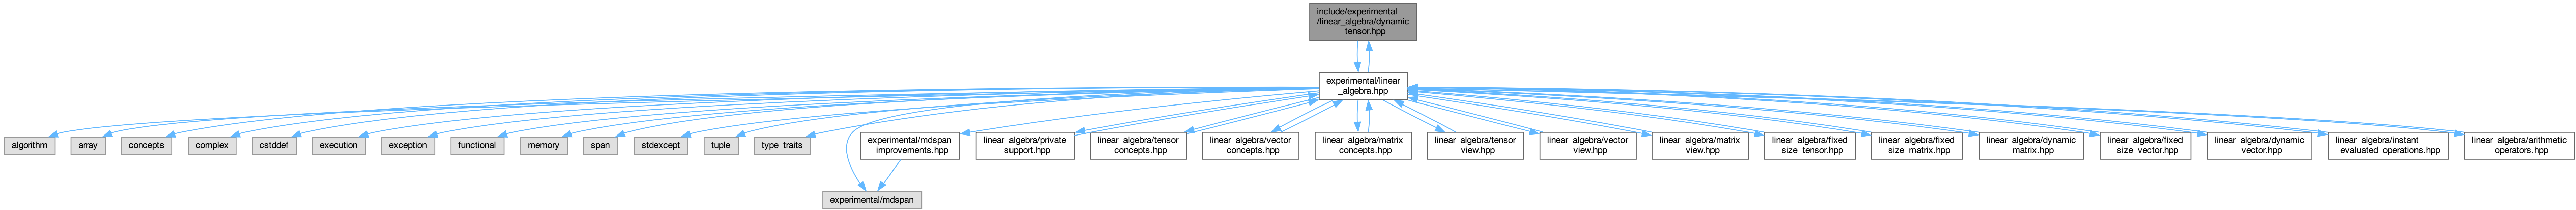 include/experimental
/linear_algebra/dynamic
_tensor.hpp
experimental/linear
_algebra.hpp
algorithm
array
concepts
complex
cstddef
execution
exception
functional
memory
span
stdexcept
tuple
type_traits
experimental/mdspan
_improvements.hpp
linear_algebra/private
_support.hpp
linear_algebra/tensor
_concepts.hpp
linear_algebra/vector
_concepts.hpp
linear_algebra/matrix
_concepts.hpp
linear_algebra/tensor
_view.hpp
linear_algebra/vector
_view.hpp
linear_algebra/matrix
_view.hpp
linear_algebra/fixed
_size_tensor.hpp
linear_algebra/fixed
_size_matrix.hpp
linear_algebra/dynamic
_matrix.hpp
linear_algebra/fixed
_size_vector.hpp
linear_algebra/dynamic
_vector.hpp
linear_algebra/instant
_evaluated_operations.hpp
linear_algebra/arithmetic
_operators.hpp
experimental/mdspan